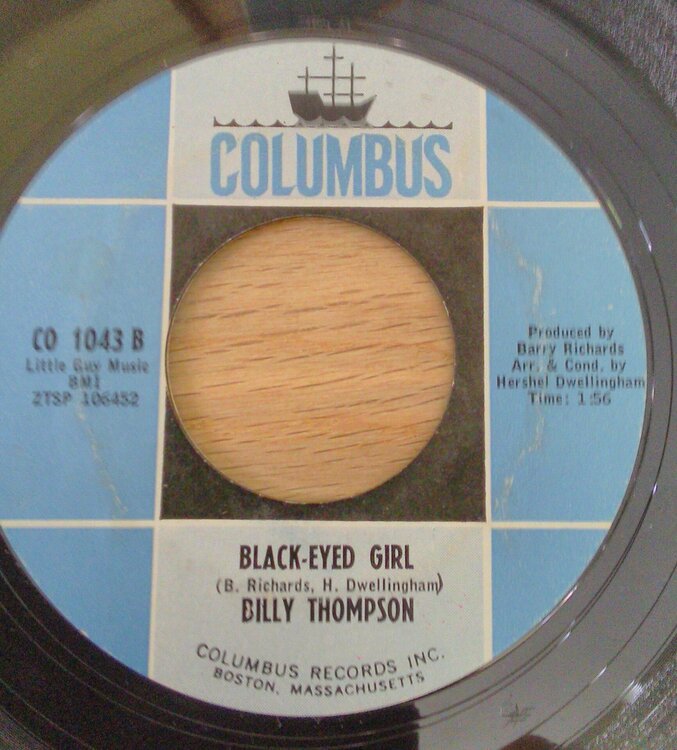 COLUMBUS
CO 1043 B
Little Guy Music
BMI
ZTSP 106452
Produced by
Barry Richards
Arr. & Cond. by
Hershel Dwellingham
Time: 1:56
BLACK-EYED GIRL
(B. Richards, H. Dwellingham)
BILLY THOMPSON
COLUMBUS RECORDS INC.
BOSTON, MASSACHUSETTS